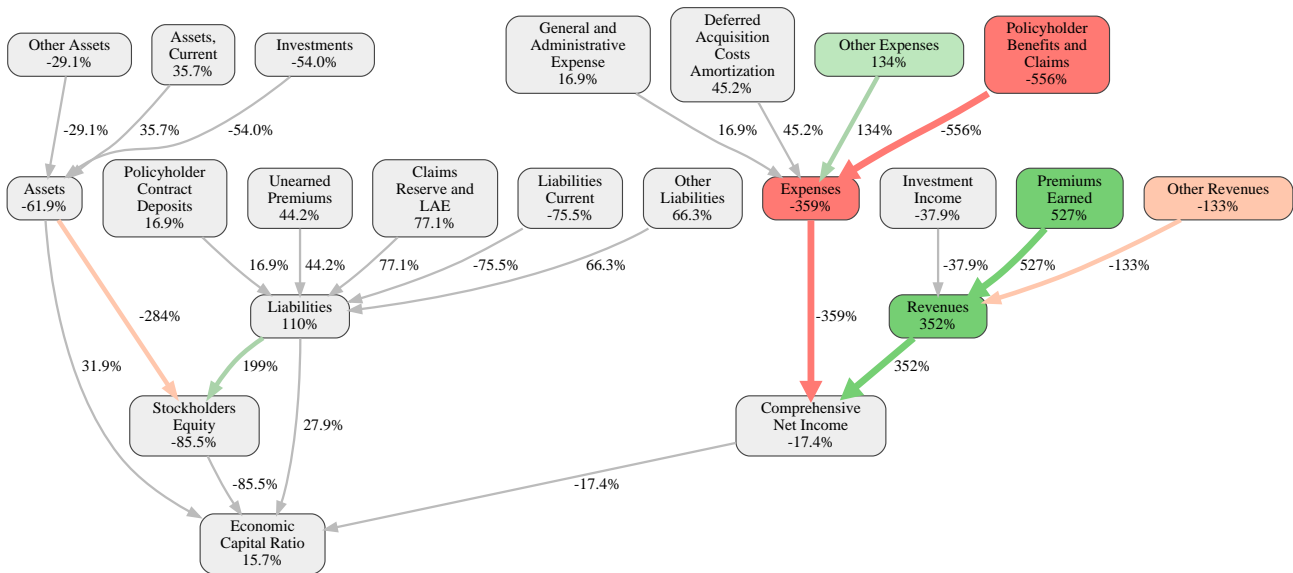 Other Assets
-29.1%
Assets,
Current
35.7%
Investments
-54.0%
General and
Administrative
Expense
16.9%
Deferred
Acquisition
Costs
Amortization
45.2%
Other Expenses
134%
Policyholder
Benefits and
Claims
-556%
-29.1%
35.7%
-54.0%
16.9%
45.2%
134%
-556%
Assets
-61.9%
Policyholder
Contract
Deposits
16.9%
Unearned
Premiums
44.2%
Claims
Reserve and
LAE
77.1%
Liabilities
Current
-75.5%
Other
Liabilities
66.3%
Expenses
-359%
Investment
Income
-37.9%
Premiums
Earned
527%
Other Revenues
-133%
16.9%
44.2%
77.1%
-75.5%
66.3%
-37.9%
527%
-133%
-284%
Liabilities
110%
-359%
Revenues
352%
31.9%
199%
352%
Stockholders
Equity
-85.5%
27.9%
Comprehensive
Net Income
-17.4%
-85.5%
-17.4%
Economic
Capital Ratio
15.7%